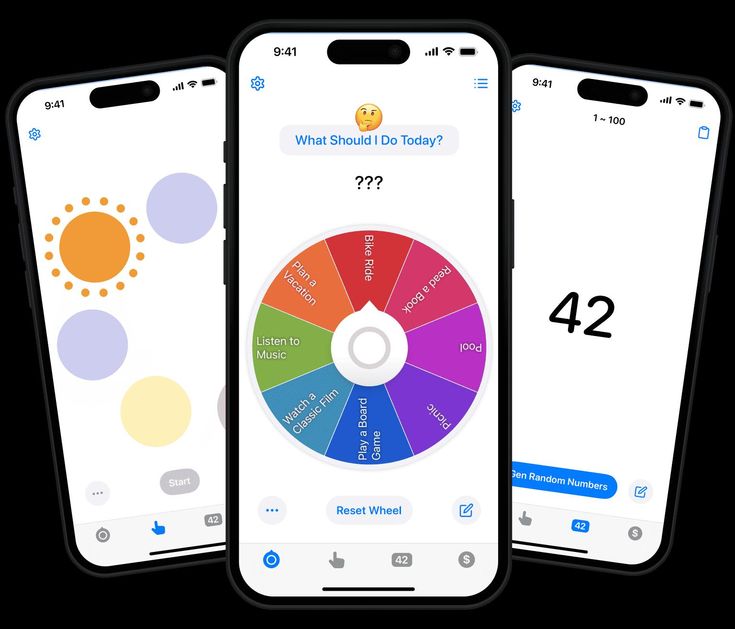 9:41
Start
42
9:41
What Should I Do Today?
???
Bike Ride
Read a Book
Pool
Picnic
Play a Board
Game
Watch a
Classic Film
Listen to
Music
Plan a
Vacation
Reset Wheel
42
$
9:41
1 ~ 100
42
Gen Random Numbers
42
$